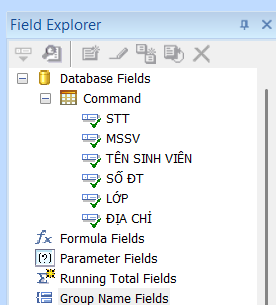 Field Explorer
Database Fields
Command
STT
MSSV
TÊN SINH VIÊN
SỐ ĐT
LỚP
ĐỊA CHỈ
Formula Fields
Parameter Fields
Running Total Fields
Group Name Fields